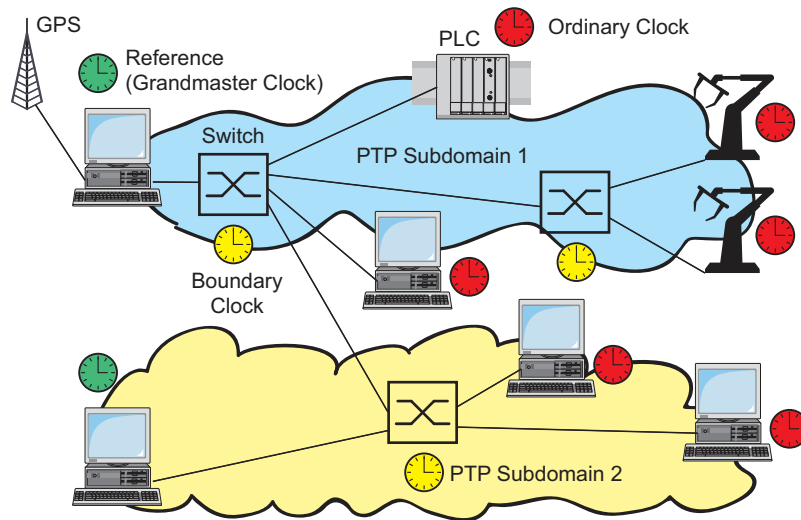 GPS
Reference
(Grandmaster Clock)
PLC
Ordinary Clock
Switch
PTP Subdomain 1
Boundary
Clock
PTP Subdomain 2